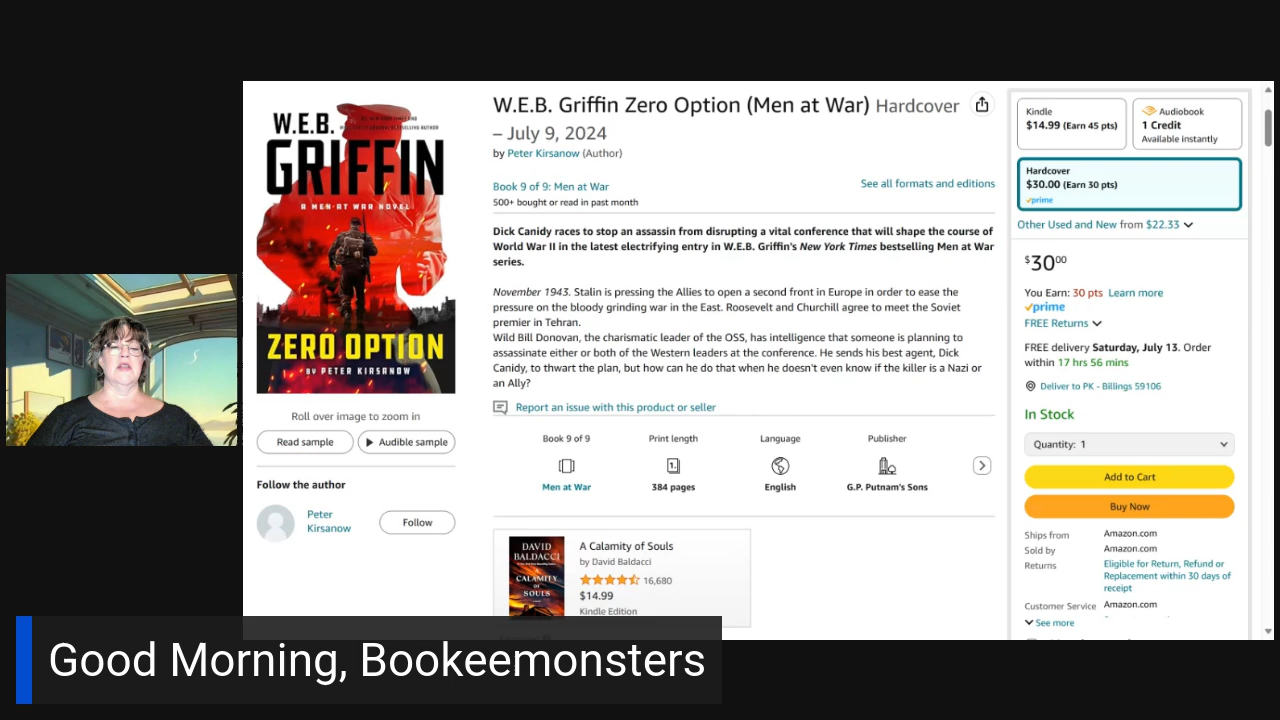 W.E.B.
GRIFFIN
A MEN AT WAR NOVEL
ZERO OPTION
BY PETER KIRSANOW
Roll over image to zoom in
Read sample
Audible sample
Follow the author
Peter
Kirsanow
Follow
W.E.B. Griffin Zero Option (Men at War) Hardcover
– July 9, 2024
by Peter Kirsanow (Author)
Book 9 of 9: Men at War
See all formats and editions
500+ bought or read in past month
Dick Canidy races to stop an assassin from disrupting a vital conference that will shape the course of
World War II in the latest electrifying entry in W.E.B. Griffin's New York Times bestselling Men at War
series.
November 1943. Stalin is pressing the Allies to open a second front in Europe in order to ease the
pressure on the bloody grinding war in the East. Roosevelt and Churchill agree to meet the Soviet
premier in Tehran.
Wild Bill Donovan, the charismatic leader of the OSS, has intelligence that someone is planning to
assassinate either or both of the Western leaders at the conference. He sends his best agent, Dick
Canidy, to thwart the plan, but how can he do that when he doesn't even know if the killer is a Nazi or
an Ally?
Report an issue with this product or seller
Book 9 of 9
Men at War
Print length
384 pages
Language
English
Publisher
G.P. Putnam's Sons
DAVID
BALDACCI
A
CALAMITY
OF
SOULS
A Calamity of Souls
by David Baldacci
16,680
$14.99
Kindle Edition
Kindle
$14.99 (Earn 45 pts)
Audiobook
1 Credit
Available instantly
Hardcover
$30.00 (Earn 30 pts)
prime
Other Used and New from $22.33
$3000
You Earn: 30 pts Learn more
prime
FREE Returns
FREE delivery Saturday, July 13. Order
within 17 hrs 56 mins
Deliver to PK - Billings 59106
In Stock
Quantity: 1
Add to Cart
Buy Now
Ships from Amazon.com
Sold by Amazon.com
Returns Eligible for Return, Refund or
Replacement within 30 days of
receipt
Customer Service Amazon.com
See more
Good Morning, Bookeemonsters